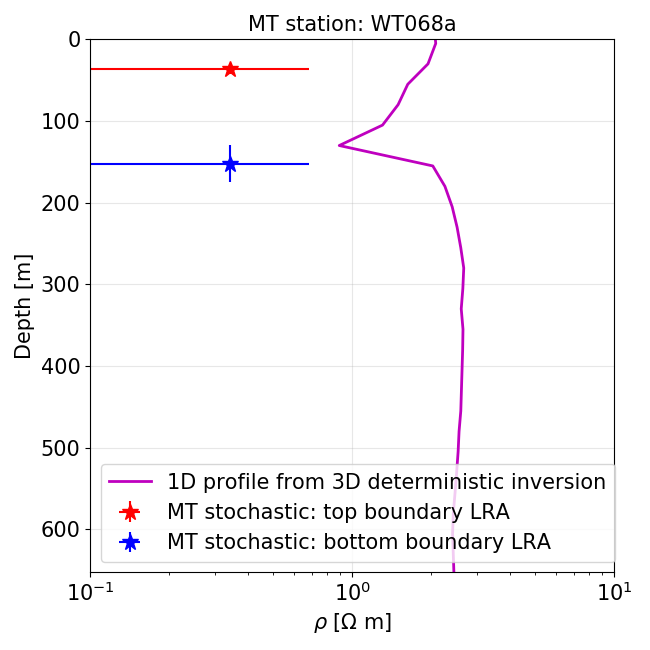 MT station: WT068a
0
100
200
300
400
500
600
Depth [m]
1D profile from 3D deterministic inversion
MT stochastic: top boundary LRA
MT stochastic: bottom boundary LRA
10⁻¹ 10⁰ 10¹
ρ [Ω m]